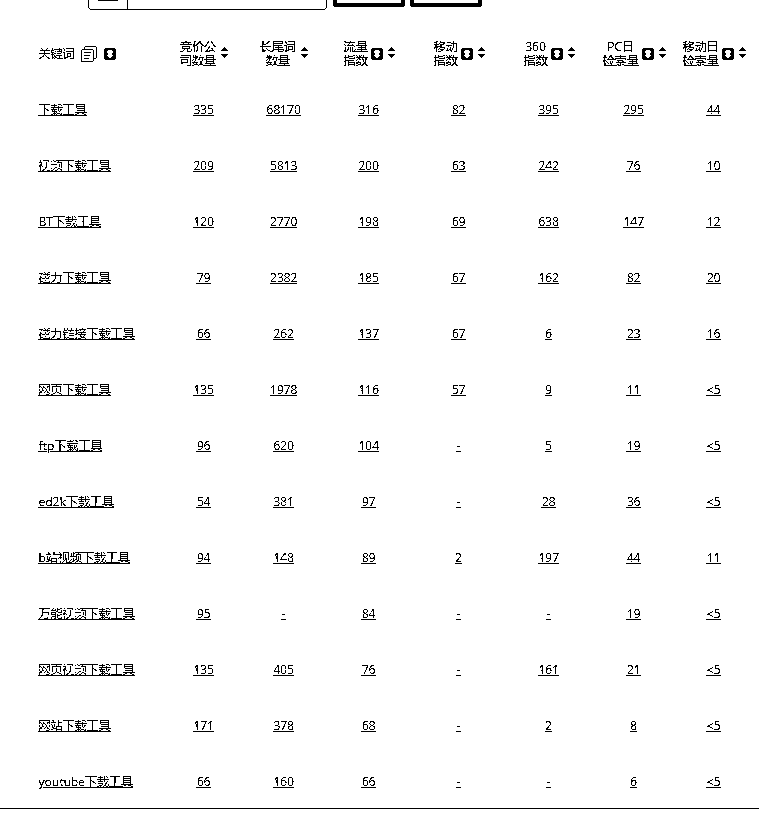 关键词 竞价公司数量 长尾词数量 流量指数 移动指数 360指数 PC日检索量 移动日检索量
下载工具 335 68170 316 82 395 295 44
视频下载工具 209 5813 200 63 242 76 10
BT下载工具 120 2770 198 69 638 147 12
磁力下载工具 79 2382 185 67 162 82 20
磁力链接下载工具 66 262 137 67 6 23 16
网页下载工具 135 1978 116 57 9 11 <5
ftp下载工具 96 620 104 - 5 19 <5
ed2k下载工具 54 381 97 - 28 36 <5
b站视频下载工具 94 148 89 2 197 44 11
万能视频下载工具 95 - 84 - - 19 <5
网页视频下载工具 135 405 76 - 161 21 <5
网站下载工具 171 378 68 - 2 8 <5
youtube下载工具 66 160 66 - - 6 <5